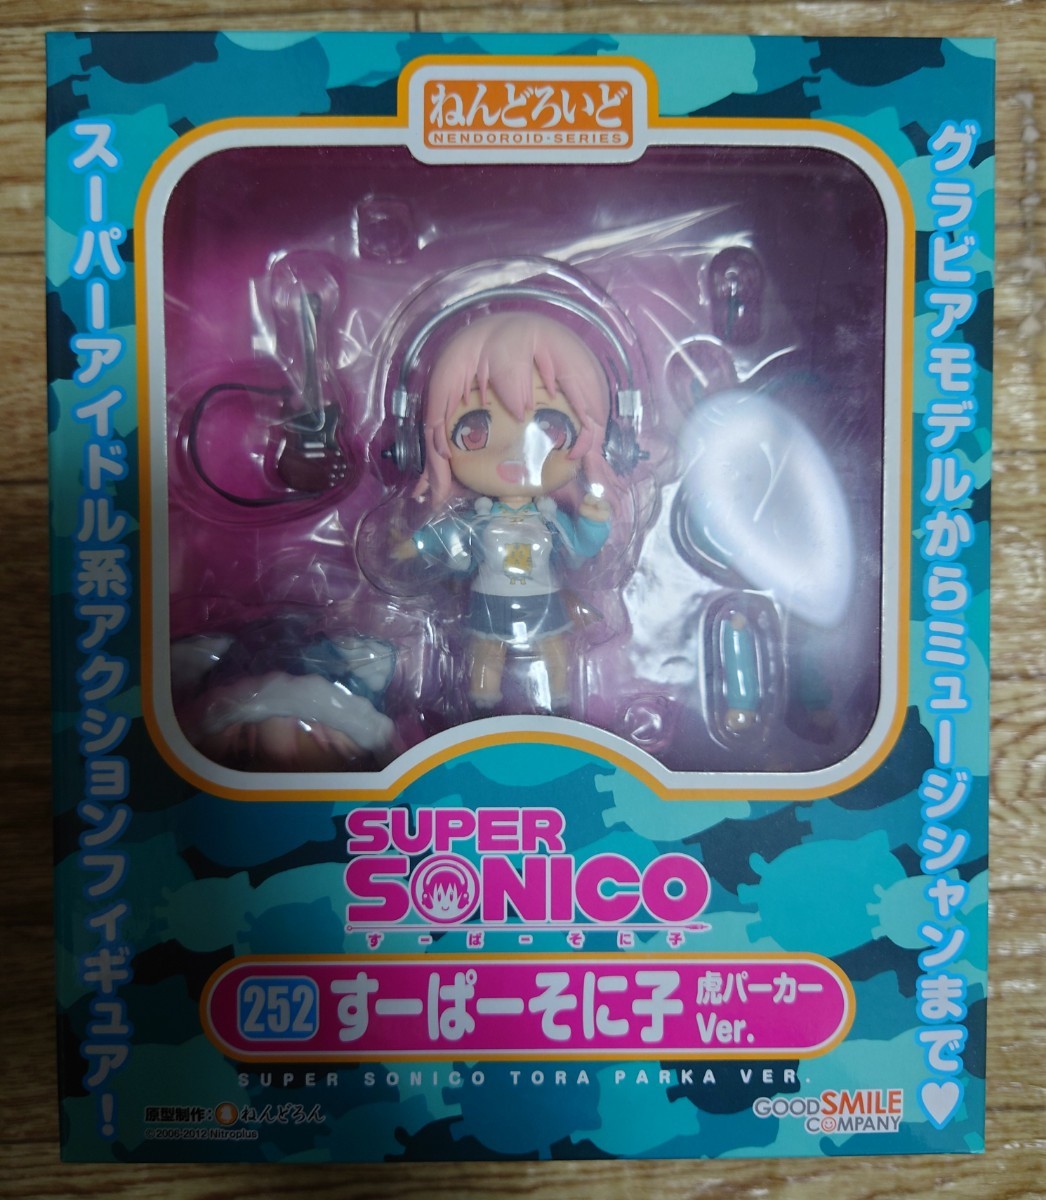 ねんどろいど
NENDOROID・SERIES
グラビアモデルからミュージシャンまで♥
スーパーアイドル系アクションフィギュア！
SUPER
SONICO
すーぱーそに子
252 すーぱーそに子 虎パーカー
Ver.
SUPER SONICO TORA PARKA VER.
原型制作：ねんどろん
©2006-2012 Nitroplus
GOOD SMILE
COMPANY